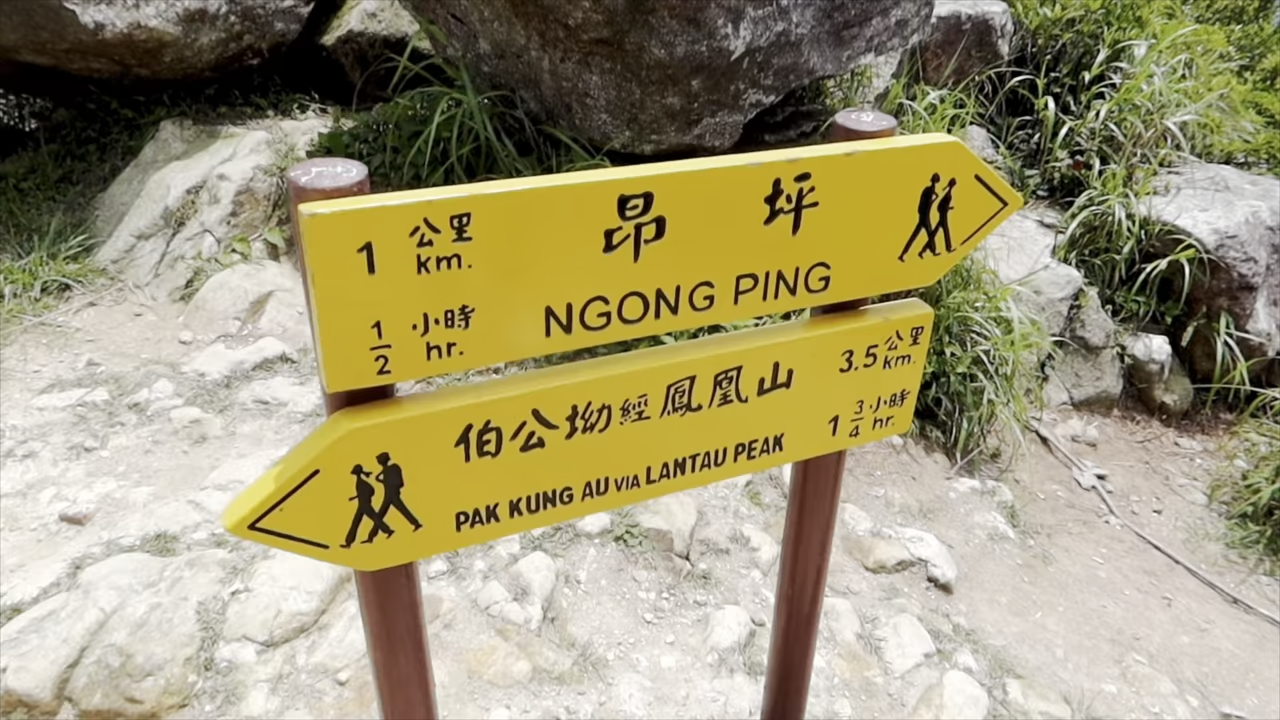 1 公里 km.
昂坪
1/2 小時 hr.
NGONG PING
伯公坳經鳳凰山
3.5 公里 km.
PAK KUNG AU VIA LANTAU PEAK
1 3/4 小時 hr.